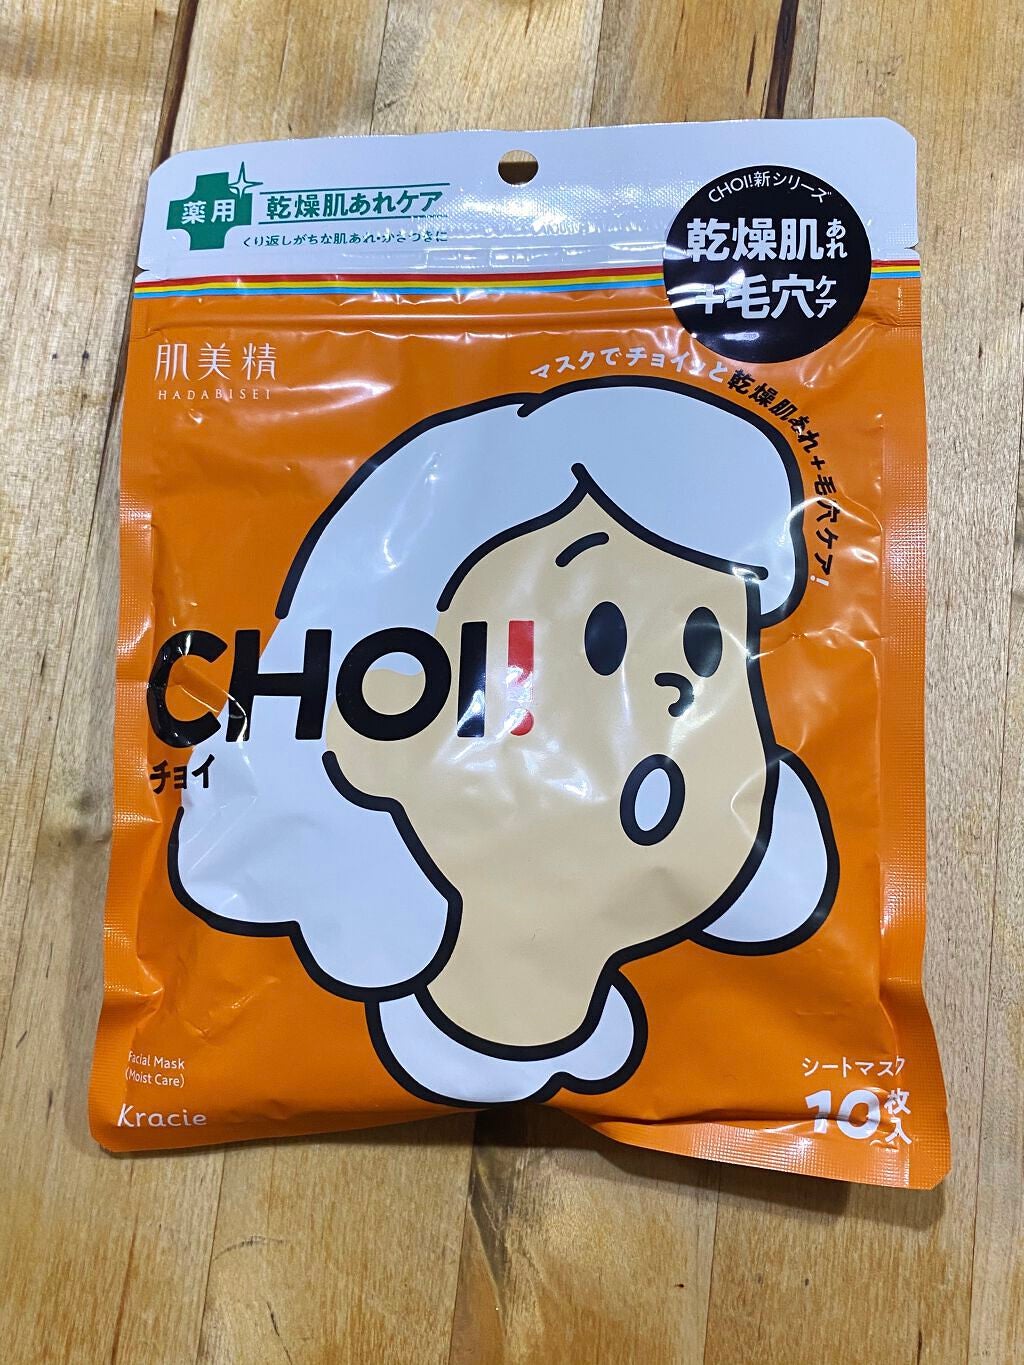 薬用
乾燥肌あれケア
くり返しがちな肌あれ・かさつきに
CHOI!新シリーズ
乾燥肌あれ
+毛穴ケア
肌美精
HADABISEI
マスクでチョイッと乾燥肌あれ+毛穴ケア!
CHOI!
チョイ
Facial Mask
(Moist Care)
Kracie
シートマスク
10枚入